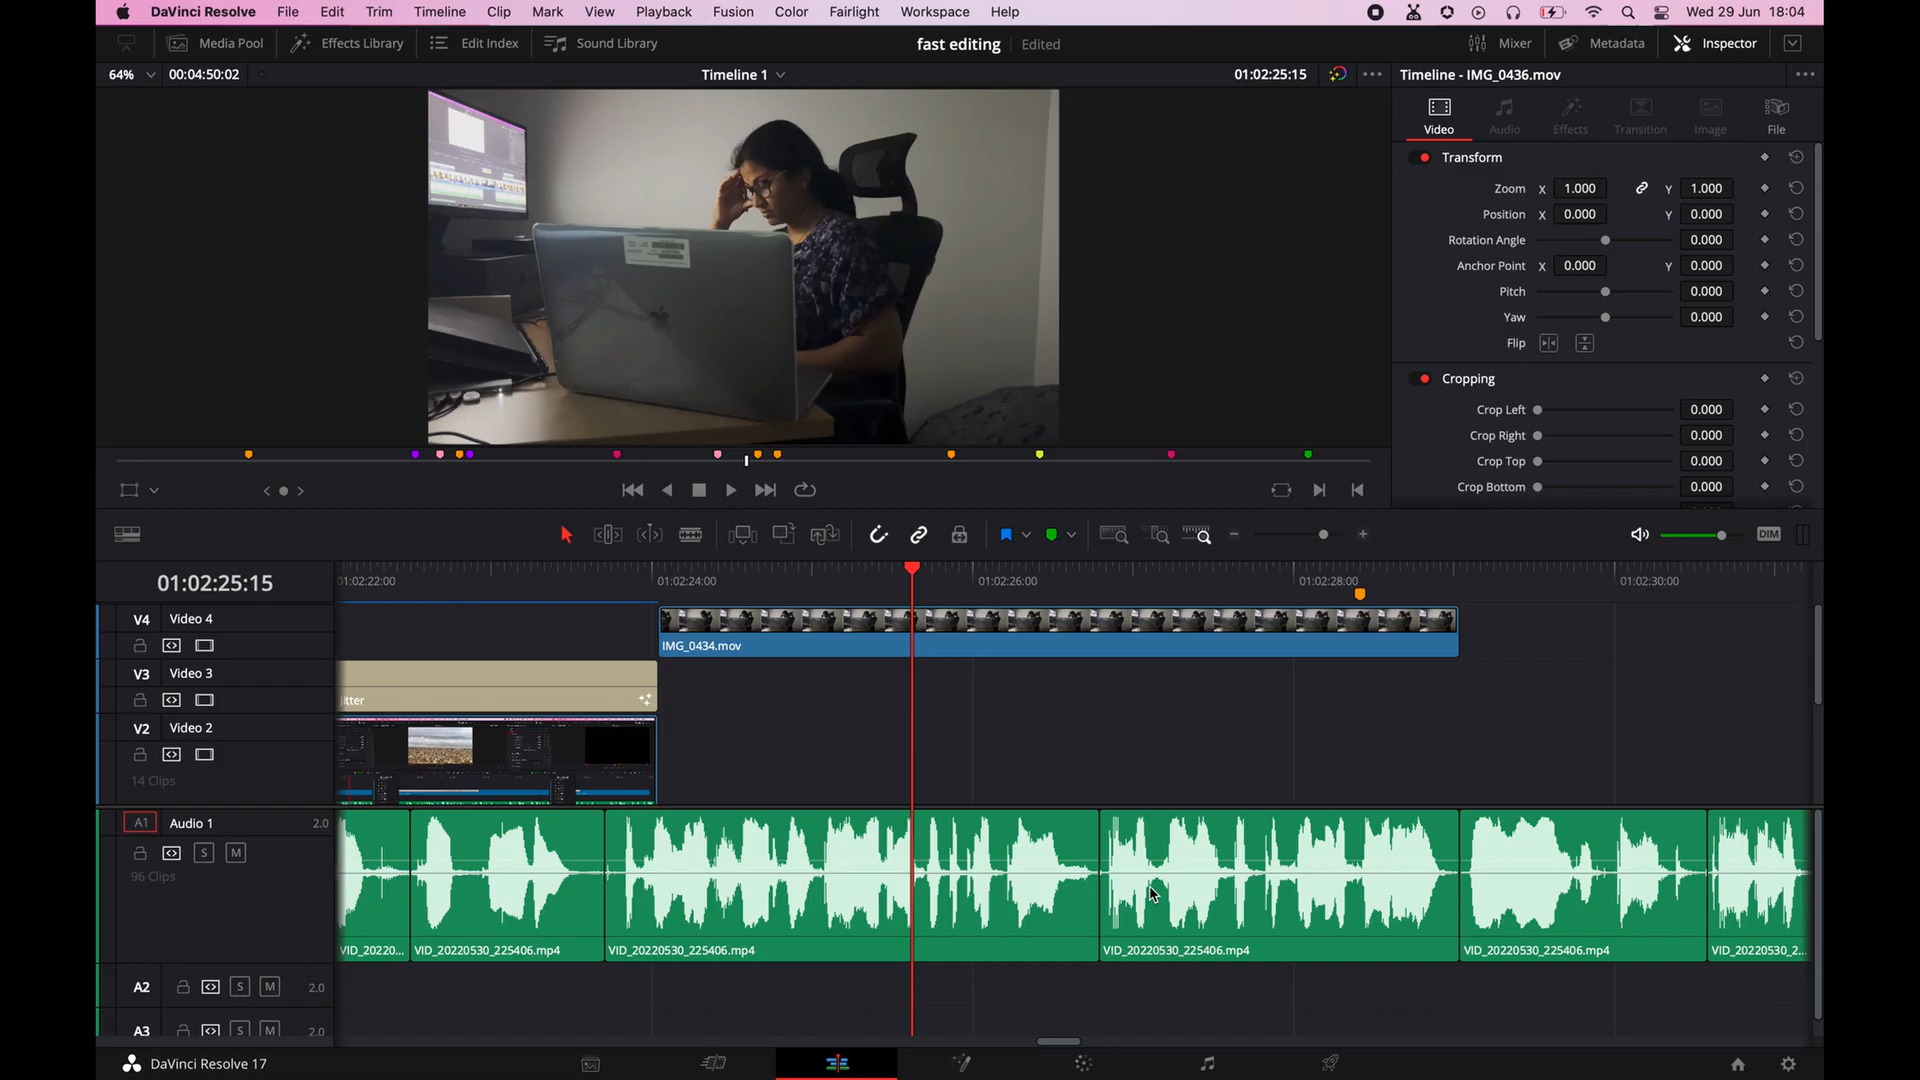 DaVinci Resolve File Edit Trim Timeline Clip Mark View Playback Fusion Color Fairlight Workspace Help Wed 29 Jun 18:04
Media Pool Effects Library Edit Index Sound Library fast editing Edited Mixer Metadata Inspector
64% 00:04:50:02 Timeline 1 01:02:25:15 Timeline - IMG_0436.mov
Video Audio Effects Transition Image File
Transform
Zoom X 1.000 Y 1.000
Position X 0.000 Y 0.000
Rotation Angle 0.000
Anchor Point X 0.000 Y 0.000
Pitch 0.000
Yaw 0.000
Flip
Cropping
Crop Left 0.000
Crop Right 0.000
Crop Top 0.000
Crop Bottom 0.000
DIM
01:02:25:15 01:02:22:00 01:02:24:00 01:02:26:00 01:02:28:00 01:02:30:00
V4 Video 4
IMG_0434.mov
V3 Video 3
itter
V2 Video 2
14 Clips
A1 Audio 1 2.0
S M
96 Clips
VID_20220... VID_20220530_225406.mp4 VID_20220530_225406.mp4 VID_20220530_225406.mp4 VID_20220530_225406.mp4 VID_20220530_2...
A2 S M 2.0
A3 S M 2.0
DaVinci Resolve 17